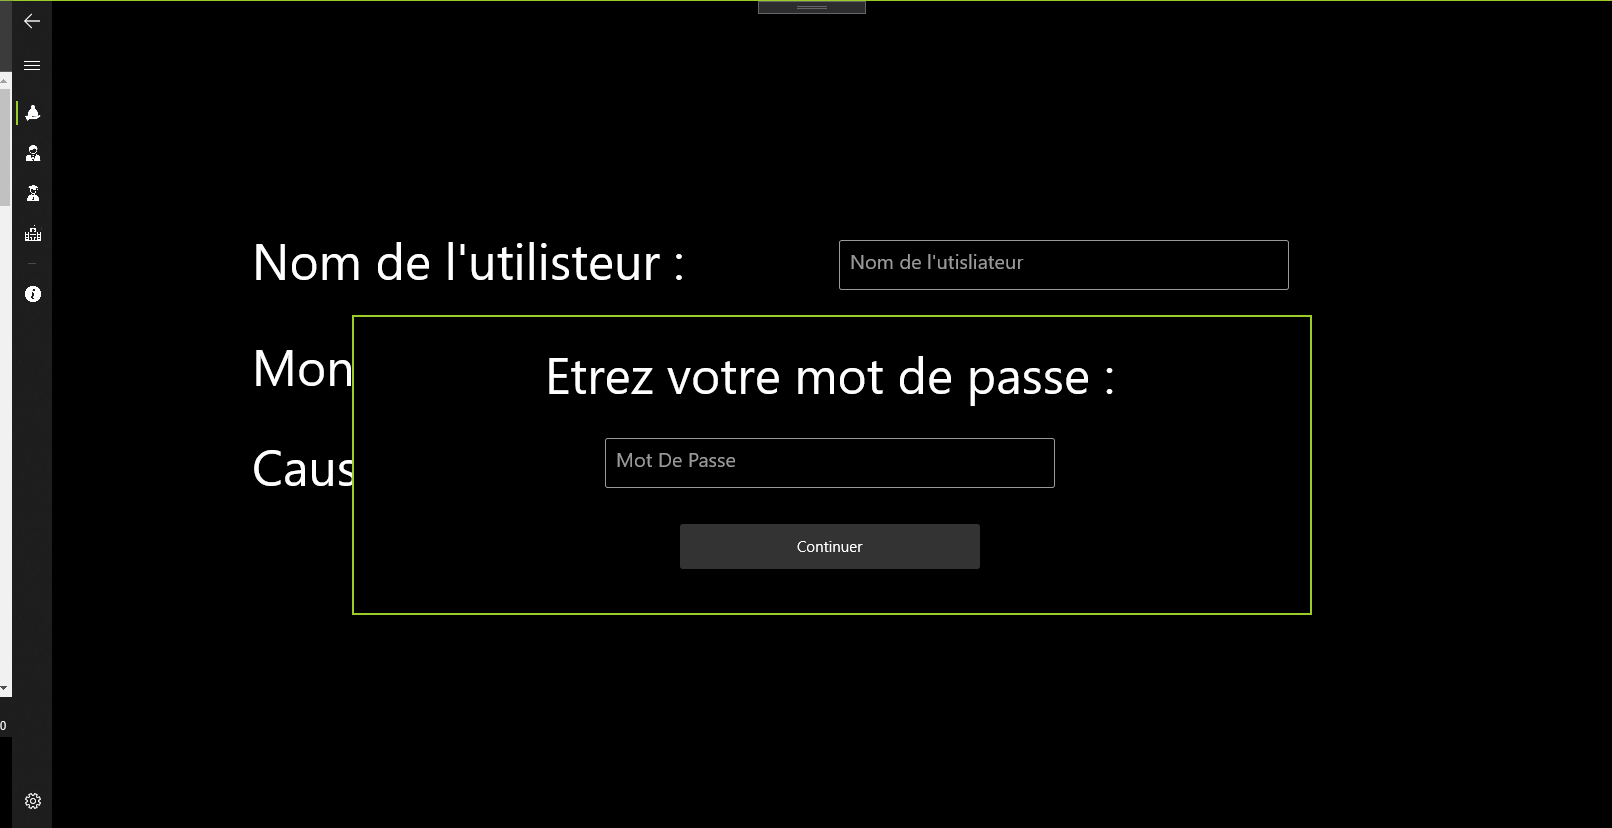 Nom de l'utilisteur :
Nom de l'utisliateur
Mon
Etrez votre mot de passe :
Mot De Passe
Caus
Continuer
0